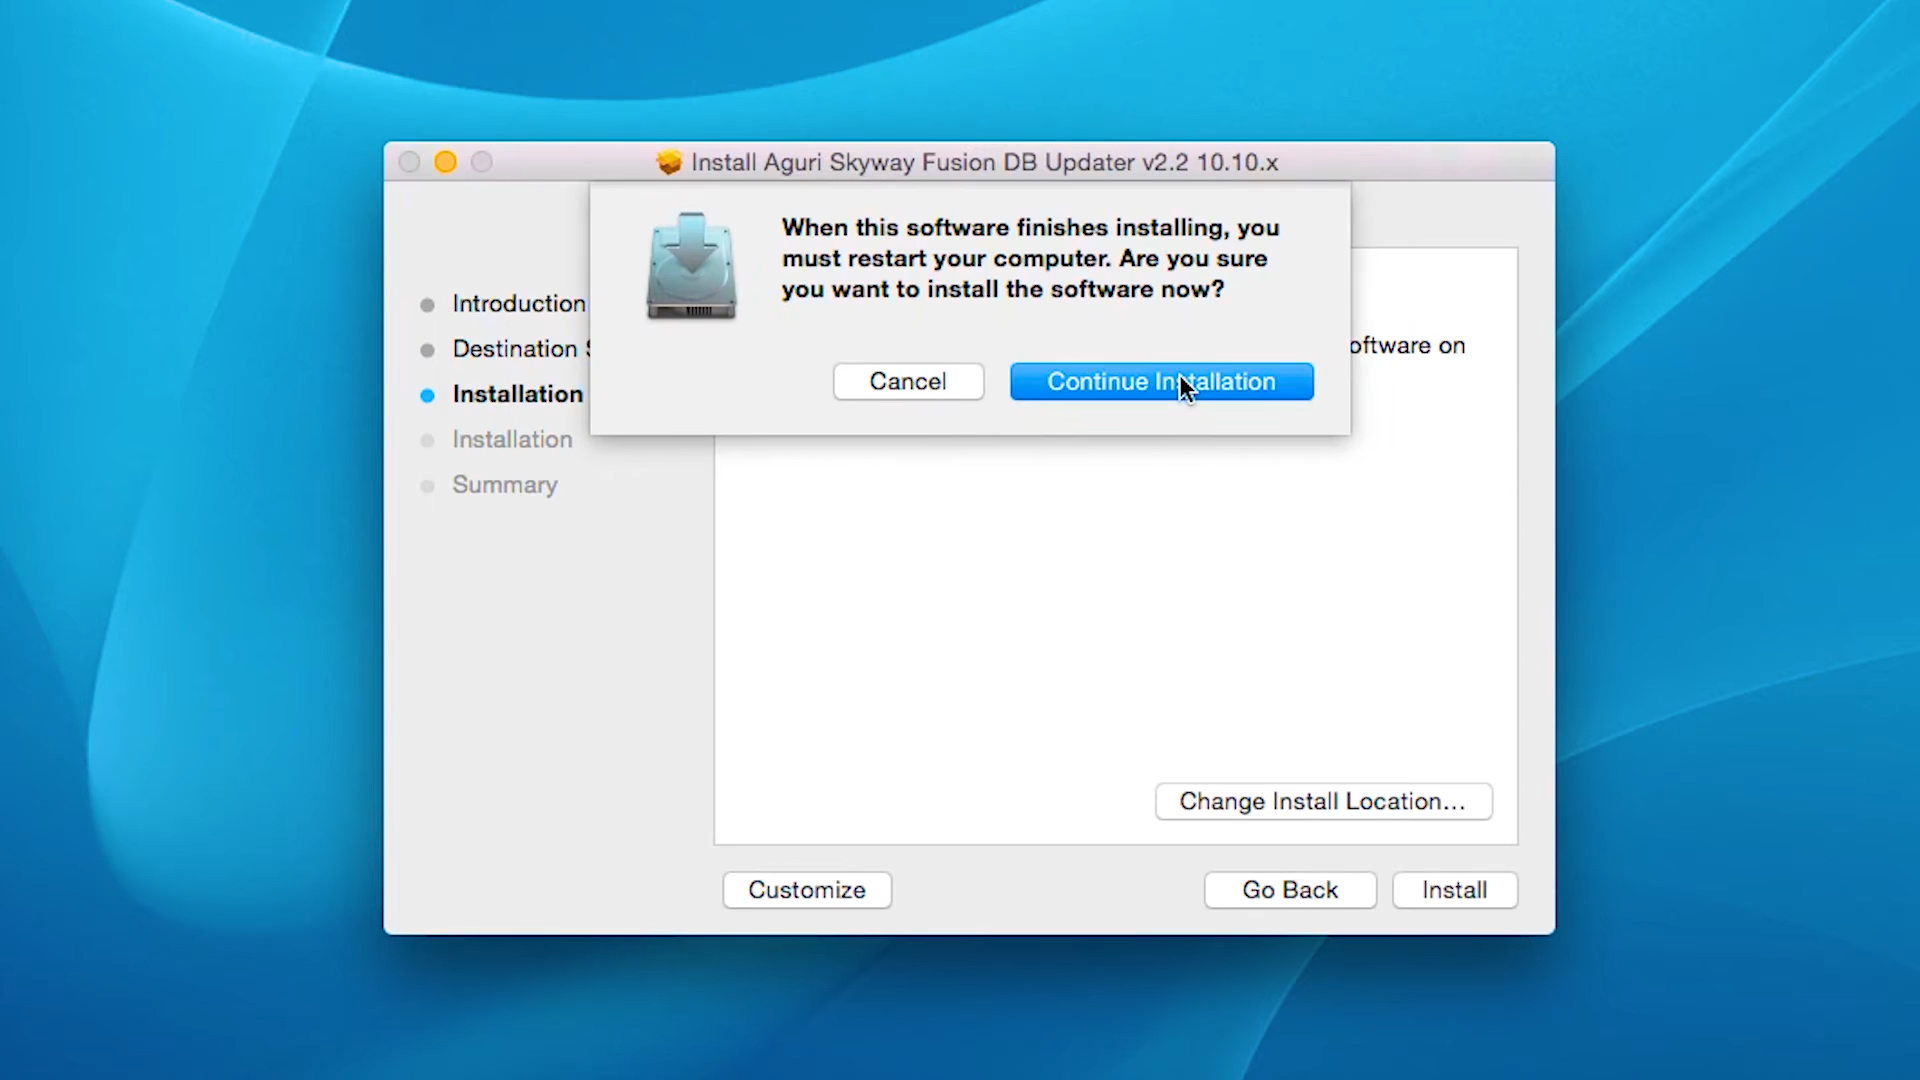 Install Aguri Skyway Fusion DB Updater v2.2 10.10.x
When this software finishes installing, you
must restart your computer. Are you sure
you want to install the software now?
Cancel
Continue Installation
Introduction
Destination
Installation
Installation
Summary
oftware on
Change Install Location...
Customize
Go Back
Install